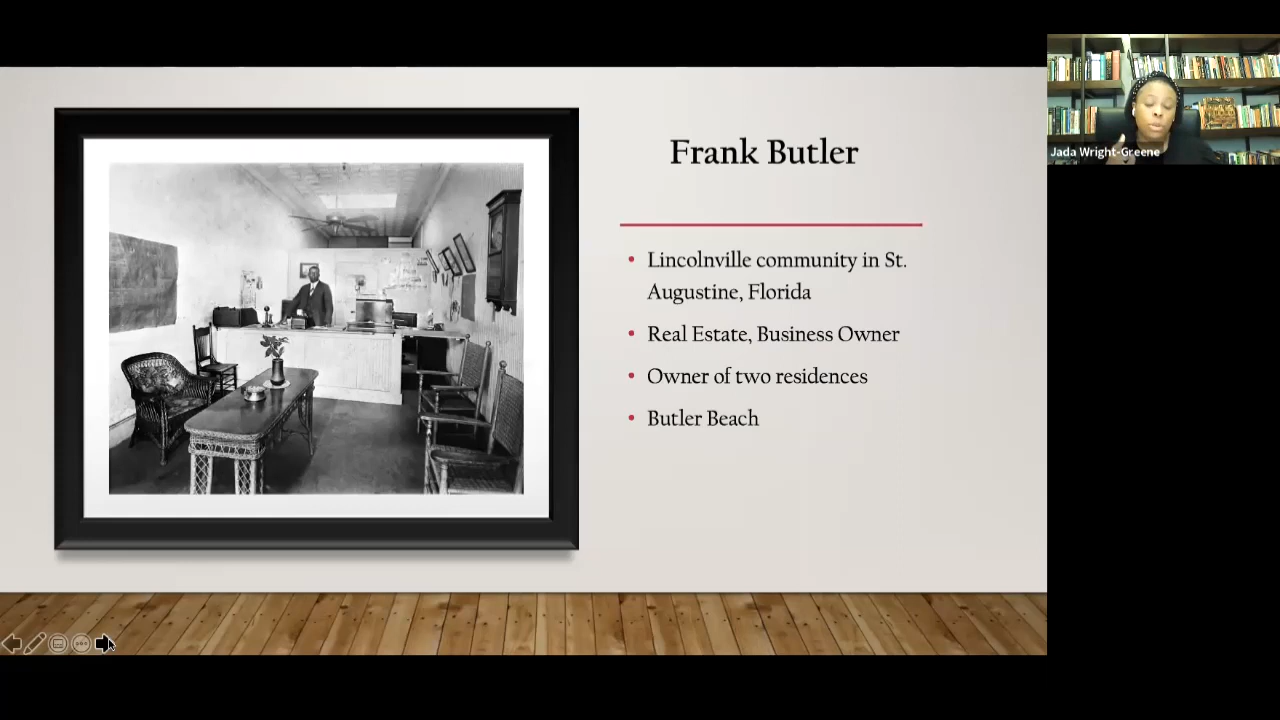 Frank Butler
Lincolnville community in St.
Augustine, Florida
Real Estate, Business Owner
Owner of two residences
Butler Beach
Jada Wright-Greene